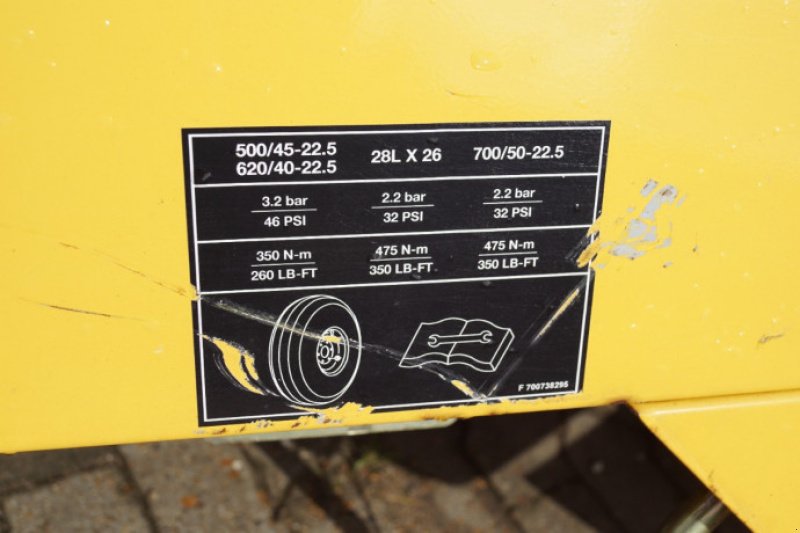 500/45-22.5 28L X 26 700/50-22.5
620/40-22.5
3.2 bar 2.2 bar 2.2 bar
46 PSI 32 PSI 32 PSI
350 N-m 475 N-m 475 N-m
260 LB-FT 350 LB-FT 350 LB-FT
F 700738295